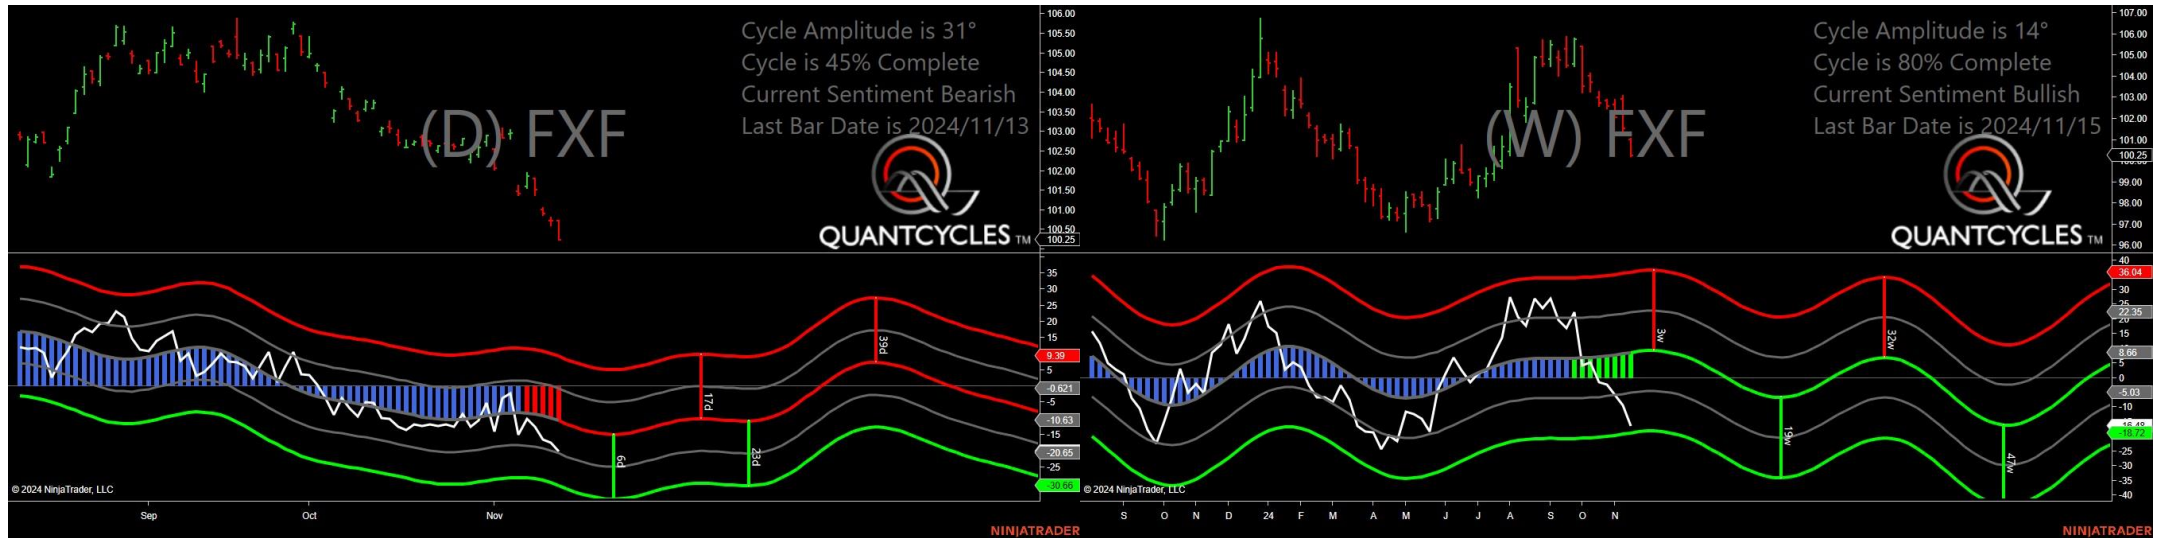 Cycle Amplitude is 31°
Cycle is 45% Complete
Current Sentiment Bearish
Last Bar Date is 2024/11/13
(D) FXF
QUANTCYCLES TM
106.00
105.50
105.00
104.50
104.00
103.50
103.00
102.50
102.00
101.50
101.00
100.50
100.25
35
30
25
20
15
9.39
5
-0.621
-5
-10.63
-15
-20.65
-25
-30.66
6d
17d
23d
39d
© 2024 NinjaTrader, LLC
Sep
Oct
Nov
NINJATRADER
Cycle Amplitude is 14°
Cycle is 80% Complete
Current Sentiment Bullish
Last Bar Date is 2024/11/15
(W) FXF
QUANTCYCLES TM
107.00
106.00
105.00
104.00
103.00
102.00
101.00
100.25
99.00
98.00
97.00
96.00
40
36.04
30
22.35
15
8.66
5
0
-5.03
-10
-18.72
-25
-30
-35
-40
3w
19w
32w
47w
© 2024 NinjaTrader, LLC
S
O
N
D
24
F
M
A
M
J
J
A
S
O
N
NINJATRADER